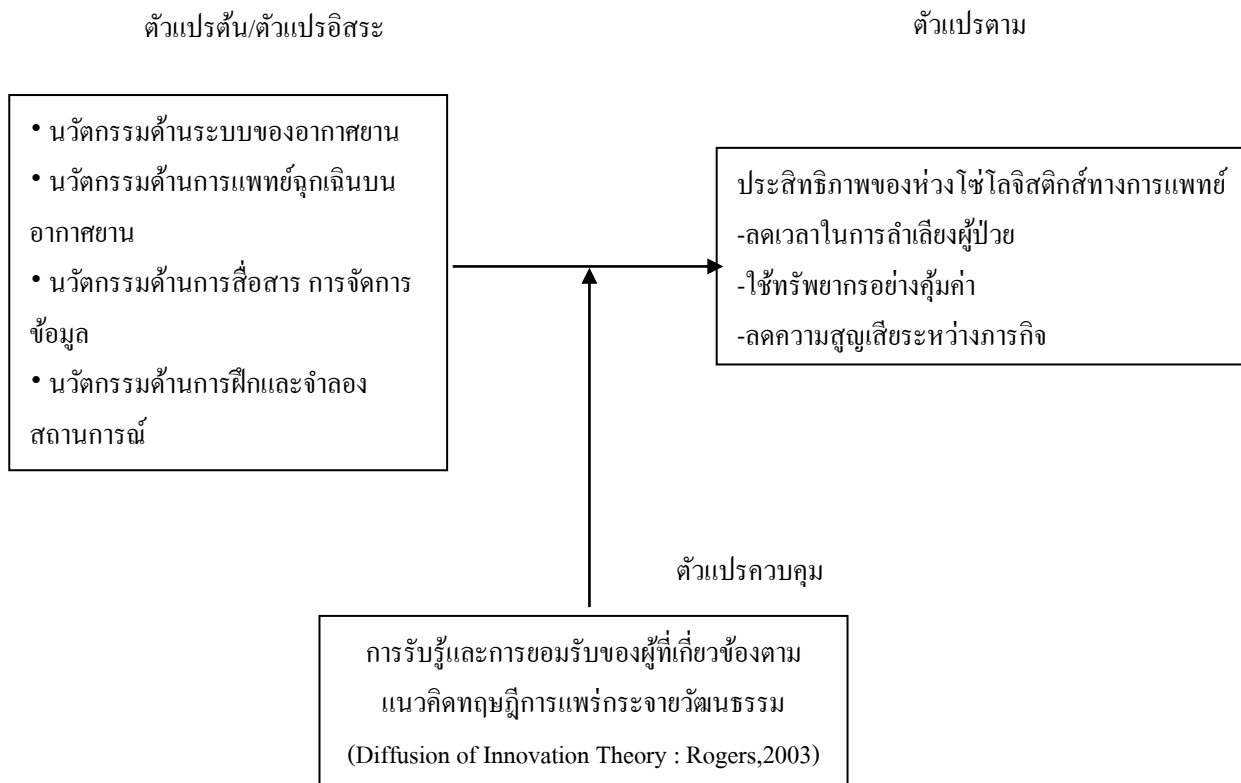 ตัวแปรต้น/ตัวแปรอิสระ
ตัวแปรตาม
• นวัตกรรมด้านระบบของอากาศยาน
• นวัตกรรมด้านการแพทย์ฉุกเฉินบน
อากาศยาน
• นวัตกรรมด้านการสื่อสาร การจัดการ
ข้อมูล
• นวัตกรรมด้านการฝึกและจำลอง
สถานการณ์
ประสิทธิภาพของห่วงโซ่โลจิสติกส์ทางการแพทย์
-ลดเวลาในการลำเลียงผู้ป่วย
-ใช้ทรัพยากรอย่างคุ้มค่า
-ลดความสูญเสียระหว่างภารกิจ
ตัวแปรควบคุม
การรับรู้และการยอมรับของผู้ที่เกี่ยวข้องตาม
แนวคิดทฤษฎีการแพร่กระจายวัฒนธรรม
(Diffusion of Innovation Theory : Rogers,2003)